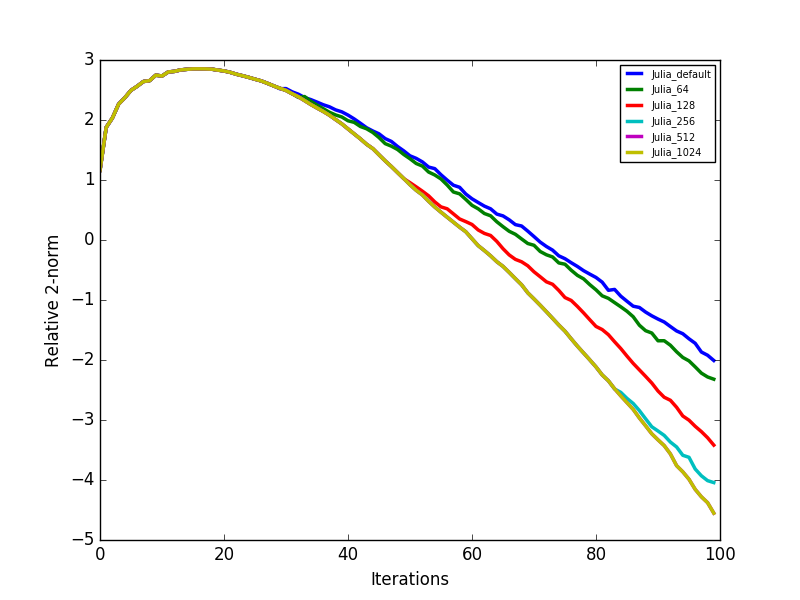 3
2
1
0
−1
−2
−3
−4
−5
Relative 2-norm
0 20 40 60 80 100
Iterations
Julia_default
Julia_64
Julia_128
Julia_256
Julia_512
Julia_1024